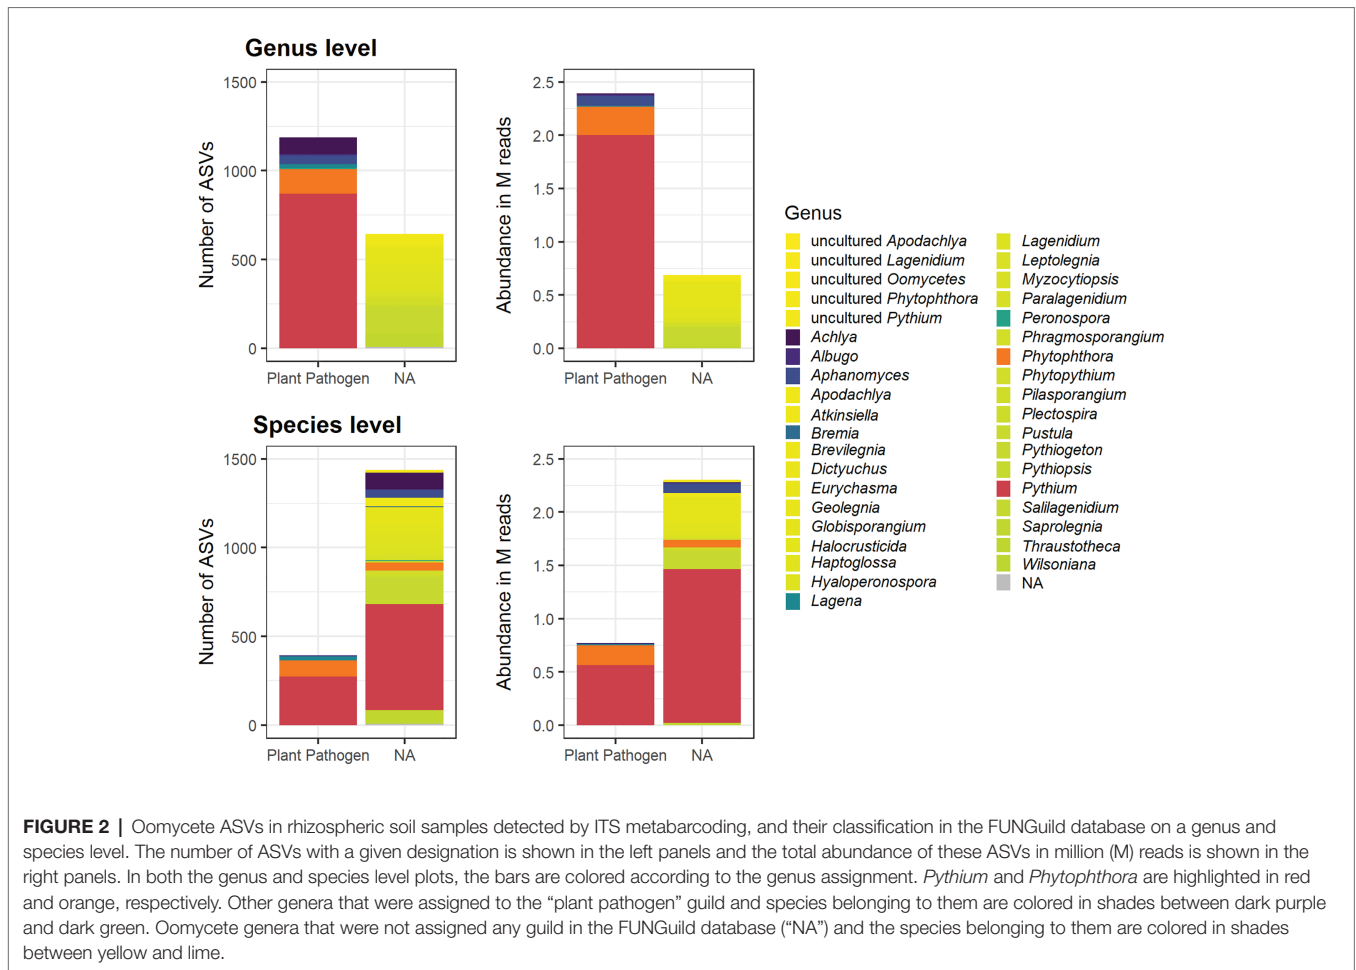 Genus level
1500
1000
500
0
Number of ASVs
Plant Pathogen NA
2.5
2.0
1.5
1.0
0.5
0.0
Abundance in M reads
Plant Pathogen NA
Species level
1500
1000
500
0
Number of ASVs
Plant Pathogen NA
2.5
2.0
1.5
1.0
0.5
0.0
Abundance in M reads
Plant Pathogen NA
Genus
uncultured Apodachlya
uncultured Lagenidium
uncultured Oomycetes
uncultured Phytophthora
uncultured Pythium
Achlya
Albugo
Aphanomyces
Apodachlya
Atkinsiella
Bremia
Brevilegnia
Dictyuchus
Eurychasma
Geolegnia
Globisporangium
Halocrusticida
Haptoglossa
Hyaloperonospora
Lagena
Lagenidium
Leptolegnia
Myzocytiopsis
Paralagenidium
Peronospora
Phragmosporangium
Phytophthora
Phytopythium
Pilasporangium
Plectospira
Pustula
Pythiogeton
Pythiopsis
Pythium
Salilagenidium
Saprolegnia
Thraustotheca
Wilsoniana
NA
FIGURE 2 | Oomycete ASVs in rhizospheric soil samples detected by ITS metabarcoding, and their classification in the FUNGuild database on a genus and
species level. The number of ASVs with a given designation is shown in the left panels and the total abundance of these ASVs in million (M) reads is shown in the
right panels. In both the genus and species level plots, the bars are colored according to the genus assignment. Pythium and Phytophthora are highlighted in red
and orange, respectively. Other genera that were assigned to the “plant pathogen” guild and species belonging to them are colored in shades between dark purple
and dark green. Oomycete genera that were not assigned any guild in the FUNGuild database (“NA”) and the species belonging to them are colored in shades
between yellow and lime.